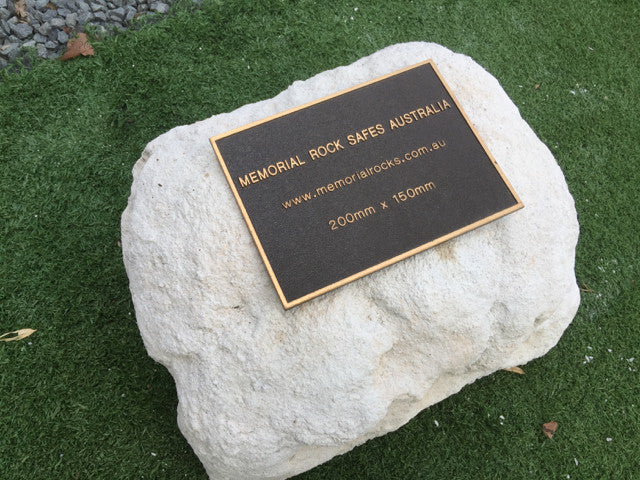 MEMORIAL ROCK SAFES AUSTRALIA
www.memorialrocks.com.au
200mm x 150mm